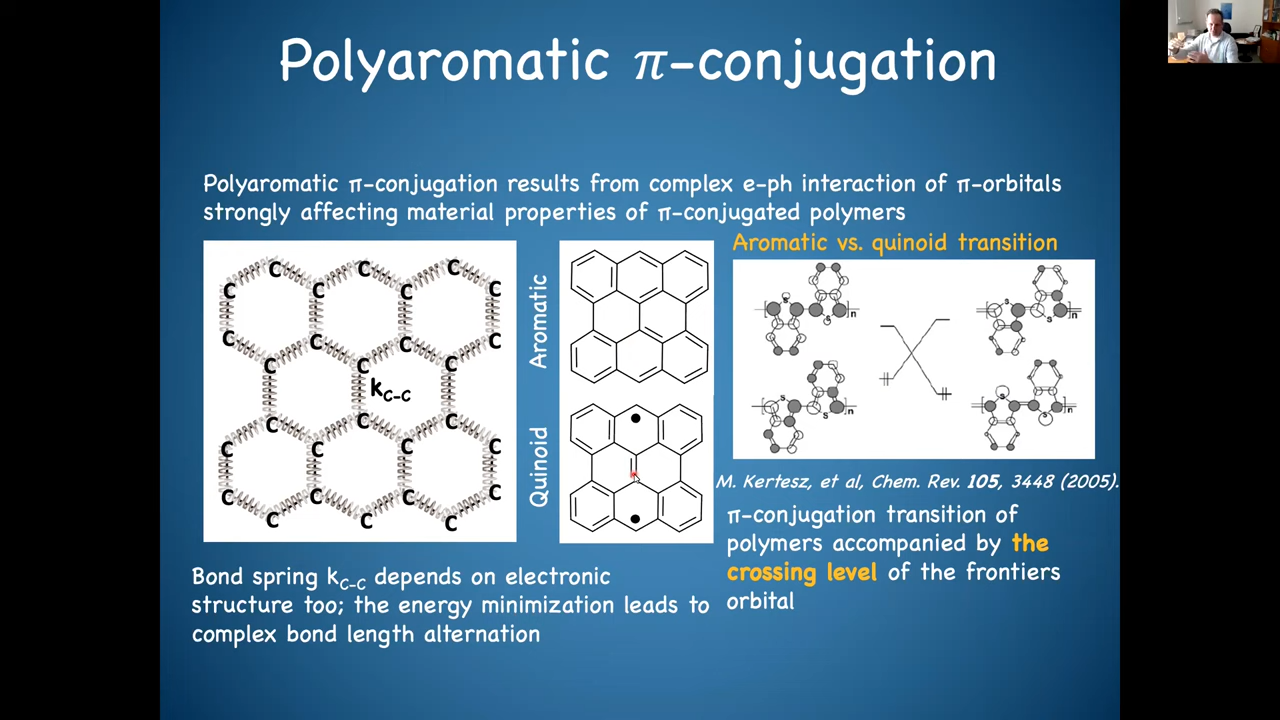 Polyaromatic π-conjugation
Polyaromatic π-conjugation results from complex e-ph interaction of π-orbitals
strongly affecting material properties of π-conjugated polymers
C C C
C C C C
C C C C
C C C
k_C-C
C C C
C C C C
C C C C
C C C
Aromatic
Quinoid
Aromatic vs. quinoid transition
S
S
n
S
S
n
S
n
S
n
M. Kertesz, et al, Chem. Rev. 105, 3448 (2005).
π-conjugation transition of
polymers accompanied by the
crossing level of the frontiers
orbital
Bond spring k_C-C depends on electronic
structure too; the energy minimization leads to
complex bond length alternation